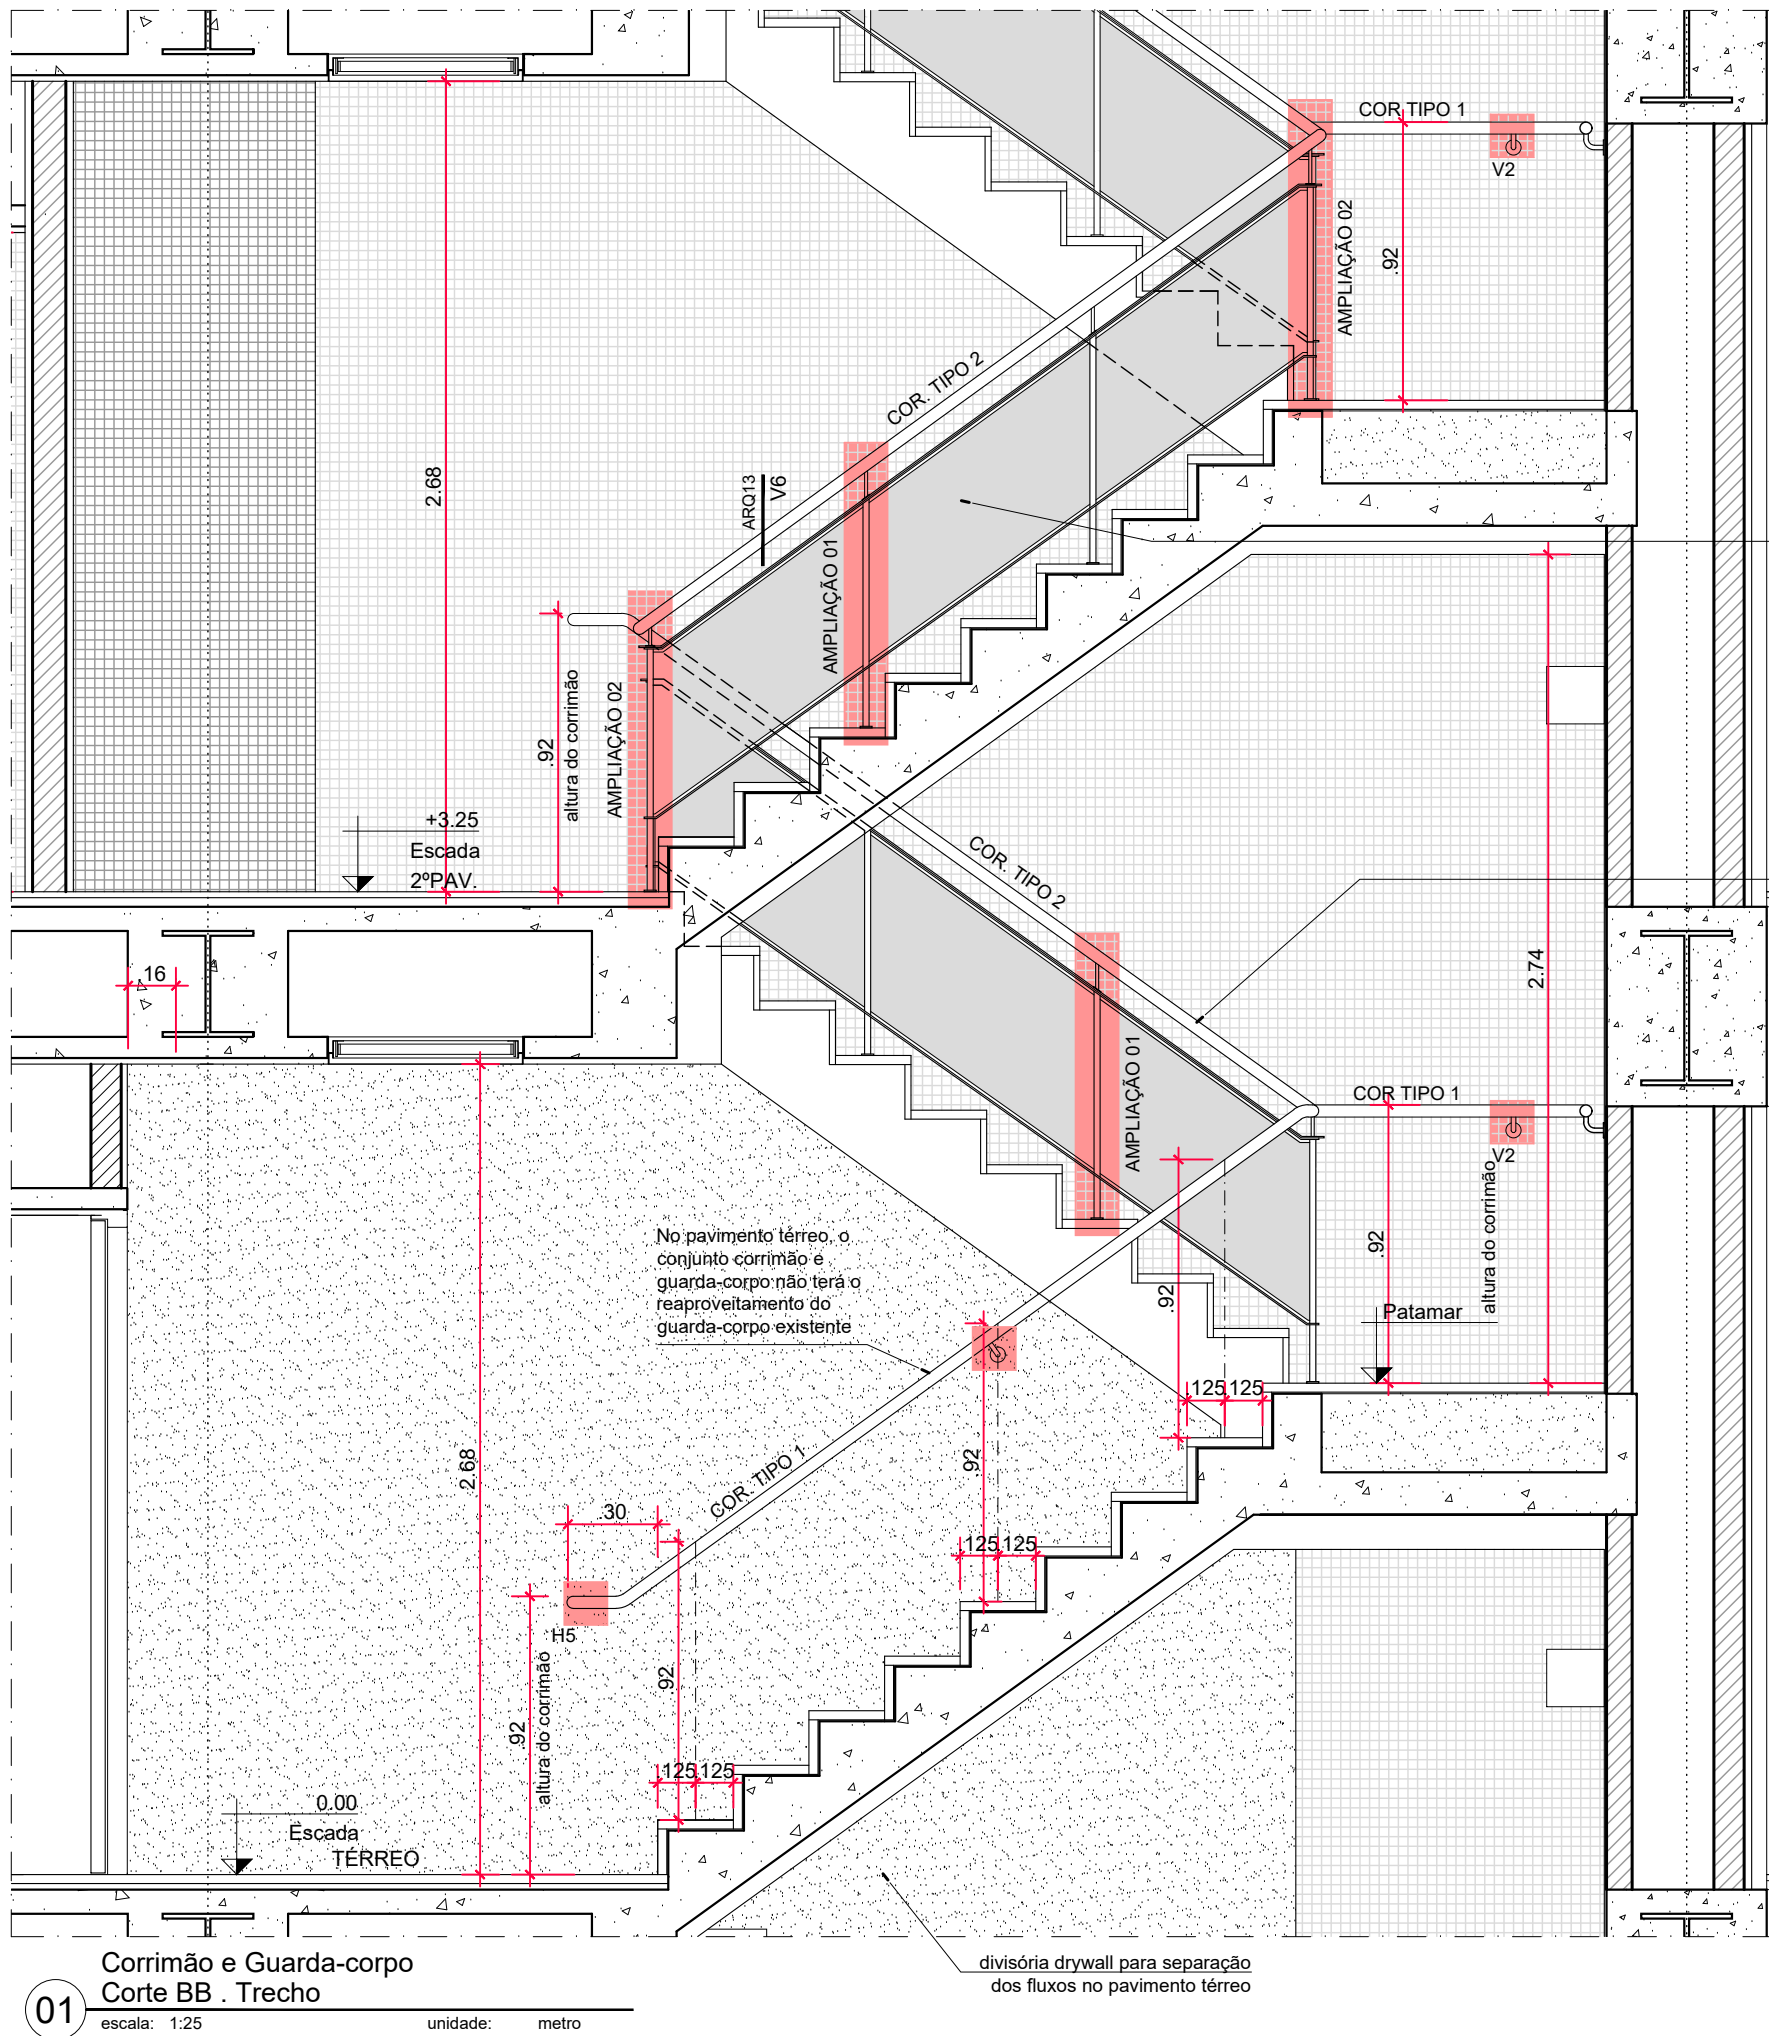 COR TIPO 1
V2
AMPLIAÇÃO 02
.92
COR. TIPO 2
2.68
ARQ13
V6
AMPLIAÇÃO 01
.92
altura do corrimão
AMPLIAÇÃO 02
+3.25
Escada
2ºPAV.
COR. TIPO 2
.16
2.74
AMPLIAÇÃO 01
COR TIPO 1
V2
altura do corrimão
.92
.92
Patamar
No pavimento térreo, o
conjunto corrimão e
guarda-corpo não terá o
reaproveitamento do
guarda-corpo existente
.125
.125
2.68
COR. TIPO 1
.92
.30
.125
.125
H5
.92
altura do corrimão
.92
.125
.125
0.00
Escada
TÉRREO
divisória drywall para separação
dos fluxos no pavimento térreo
Corrimão e Guarda-corpo
Corte BB . Trecho
01
escala: 1:25 unidade: metro